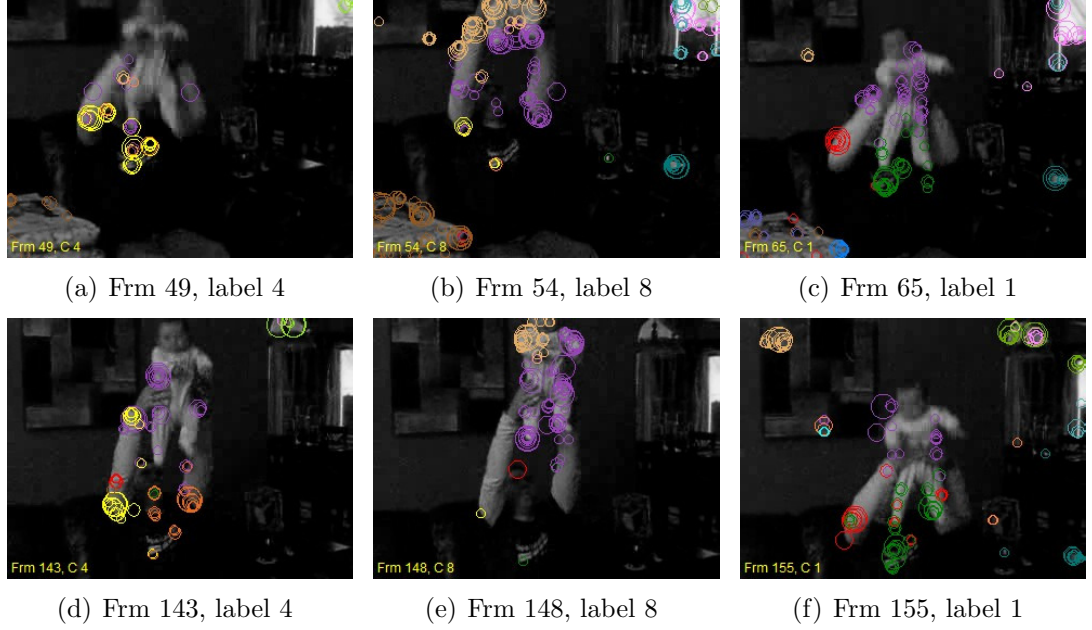 Frm 49, C 4
Frm 54, C 8
Frm 65, C 1
(a) Frm 49, label 4
(b) Frm 54, label 8
(c) Frm 65, label 1
Frm 143, C 4
Frm 148, C 8
Frm 155, C 1
(d) Frm 143, label 4
(e) Frm 148, label 8
(f) Frm 155, label 1